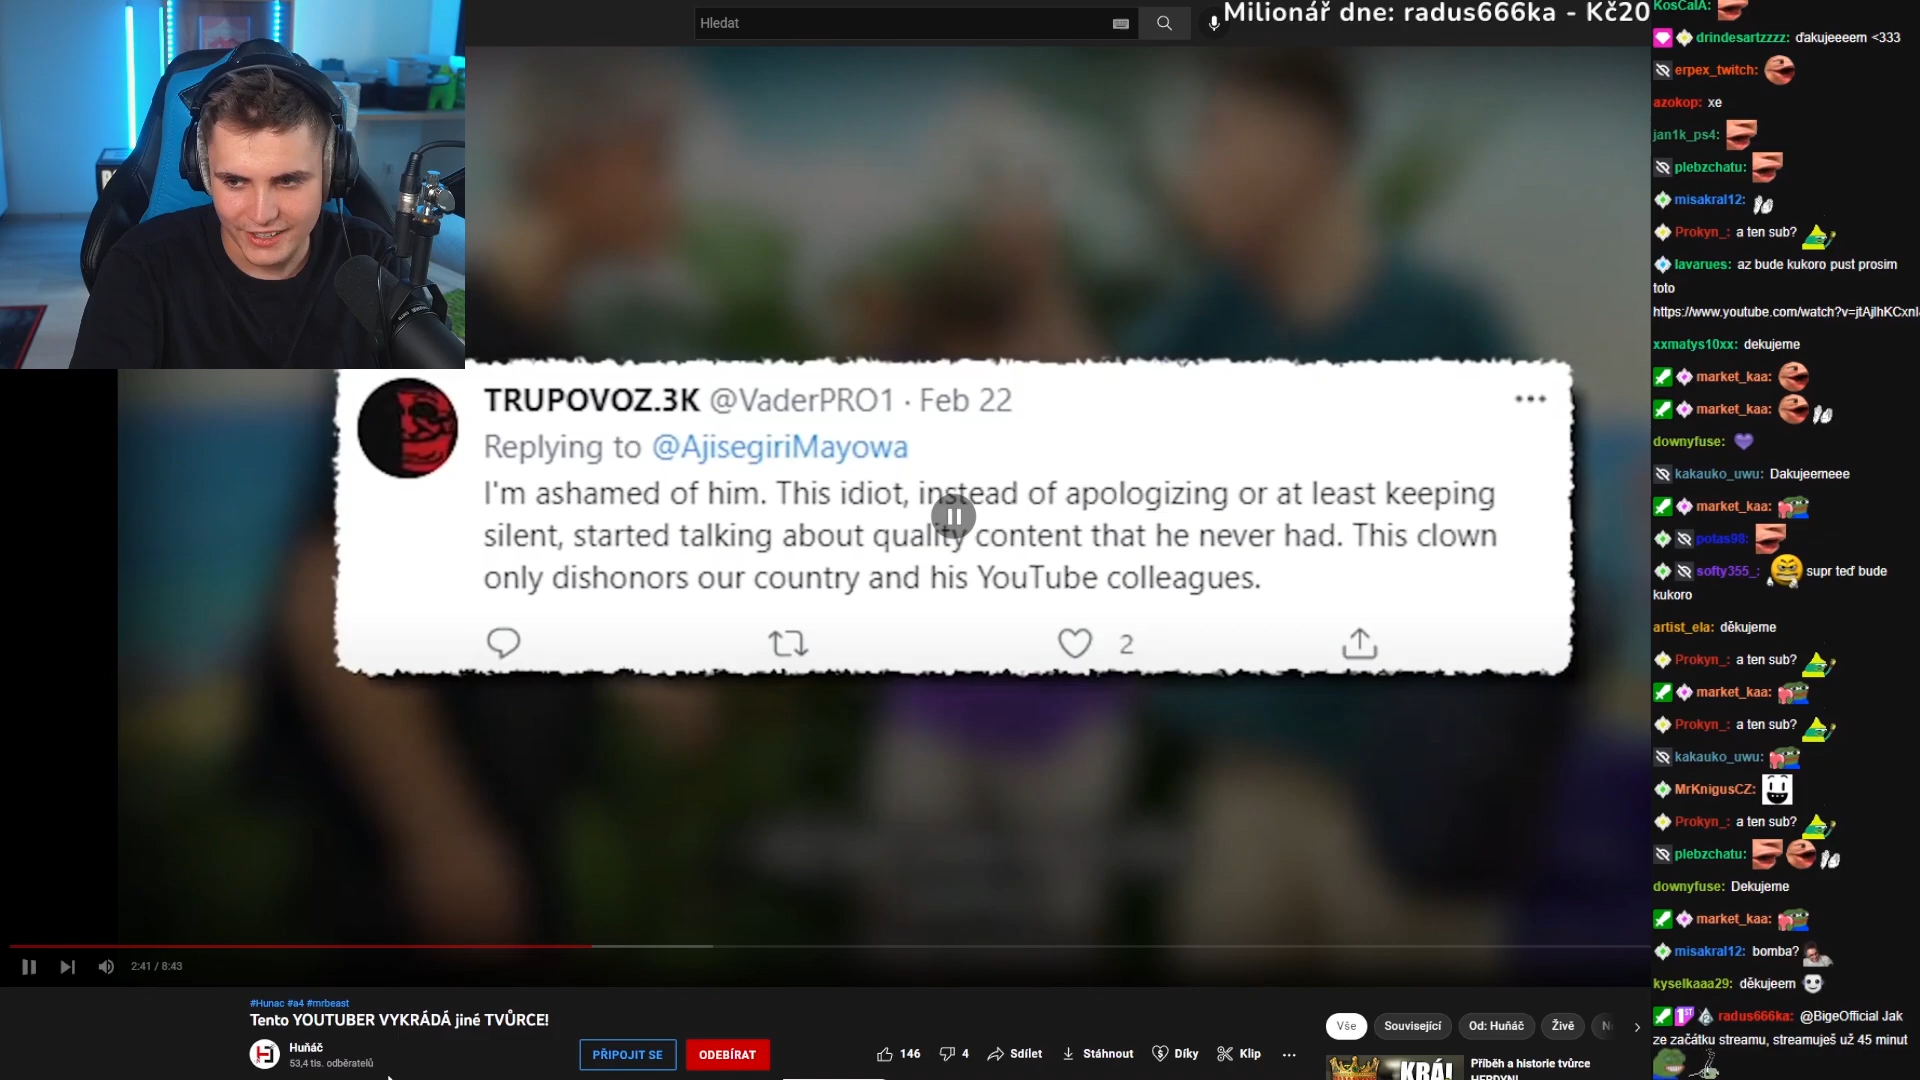 Hledat
Milionář dne: radus666ka - Kč20
TRUPOVOZ.3K @VaderPRO1 · Feb 22
Replying to @AjisegiriMayowa
I'm ashamed of him. This idiot, instead of apologizing or at least keeping
silent, started talking about quality content that he never had. This clown
only dishonors our country and his YouTube colleagues.
2
2:41 / 8:43
#Hunac #a4 #mrbeast
Tento YOUTUBER VYKRÁDÁ jiné TVŮRCE!
Huňáč
53,4 tis. odběratelů
PŘIPOJIT SE
ODEBÍRAT
146
4
Sdílet
Stáhnout
Díky
Klip
Vše
Související
Od: Huňáč
Živě
KRÁL
Příběh a historie tvůrce
HERDYN!
KosCalA:
drindesartzzzz: ďakujeeeem <333
erpex_twitch:
azokop: xe
jan1k_ps4:
plebzchatu:
misakral12:
Prokyn_: a ten sub?
lavarues: az bude kukoro pust prosim
toto
https://www.youtube.com/watch?v=jtAjlhKCxnI
xxmatys10xx: dekujeme
market_kaa:
market_kaa:
downyfuse:
kakauko_uwu: Dakujeemeee
market_kaa:
potas98:
softy355_: supr teď bude
kukoro
artist_ela: děkujeme
Prokyn_: a ten sub?
market_kaa:
Prokyn_: a ten sub?
kakauko_uwu:
MrKnigusCZ:
Prokyn_: a ten sub?
plebzchatu:
downyfuse: Dekujeme
market_kaa:
misakral12: bomba?
kyselkaaa29: děkujeem
1ST radus666ka: @BigeOfficial Jak
ze začátku streamu, streamuješ už 45 minut